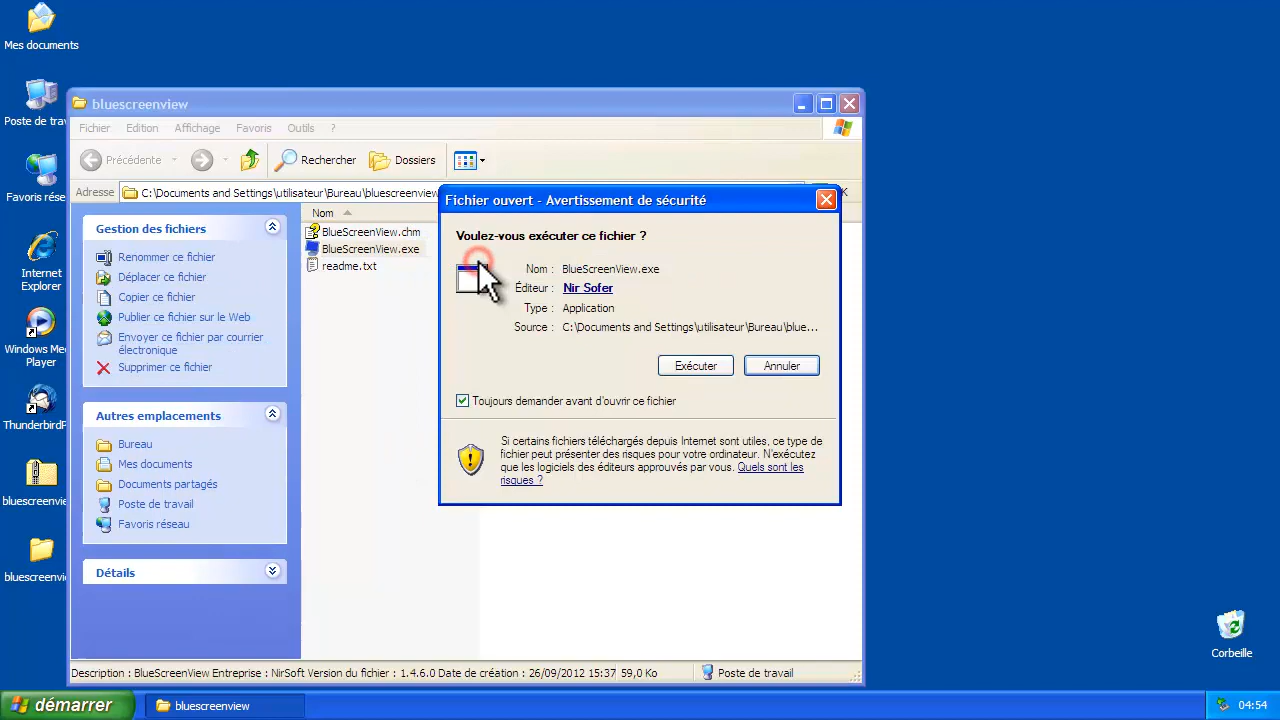 Mes documents
Poste de trav
Favoris rése
Internet
Explorer
Windows Med
Player
ThunderbirdP
bluescreenvie
bluescreenview
bluescreenview
Fichier Edition Affichage Favoris Outils ?
Précédente Rechercher Dossiers
Adresse C:\Documents and Settings\utilisateur\Bureau\bluescreenview
Gestion des fichiers
Renommer ce fichier
Déplacer ce fichier
Copier ce fichier
Publier ce fichier sur le Web
Envoyer ce fichier par courrier
électronique
Supprimer ce fichier
Autres emplacements
Bureau
Mes documents
Documents partagés
Poste de travail
Favoris réseau
Détails
Nom
BlueScreenView.chm
BlueScreenView.exe
readme.txt
Fichier ouvert - Avertissement de sécurité
Voulez-vous exécuter ce fichier ?
Nom : BlueScreenView.exe
Éditeur : Nir Sofer
Type : Application
Source : C:\Documents and Settings\utilisateur\Bureau\blue...
Exécuter Annuler
Toujours demander avant d'ouvrir ce fichier
Si certains fichiers téléchargés depuis Internet sont utiles, ce type de
fichier peut présenter des risques pour votre ordinateur. N'exécutez
que les logiciels des éditeurs approuvés par vous. Quels sont les
risques ?
Description : BlueScreenView Entreprise : NirSoft Version du fichier : 1.4.6.0 Date de création : 26/09/2012 15:37 59,0 Ko Poste de travail
Corbeille
démarrer bluescreenview 04:54